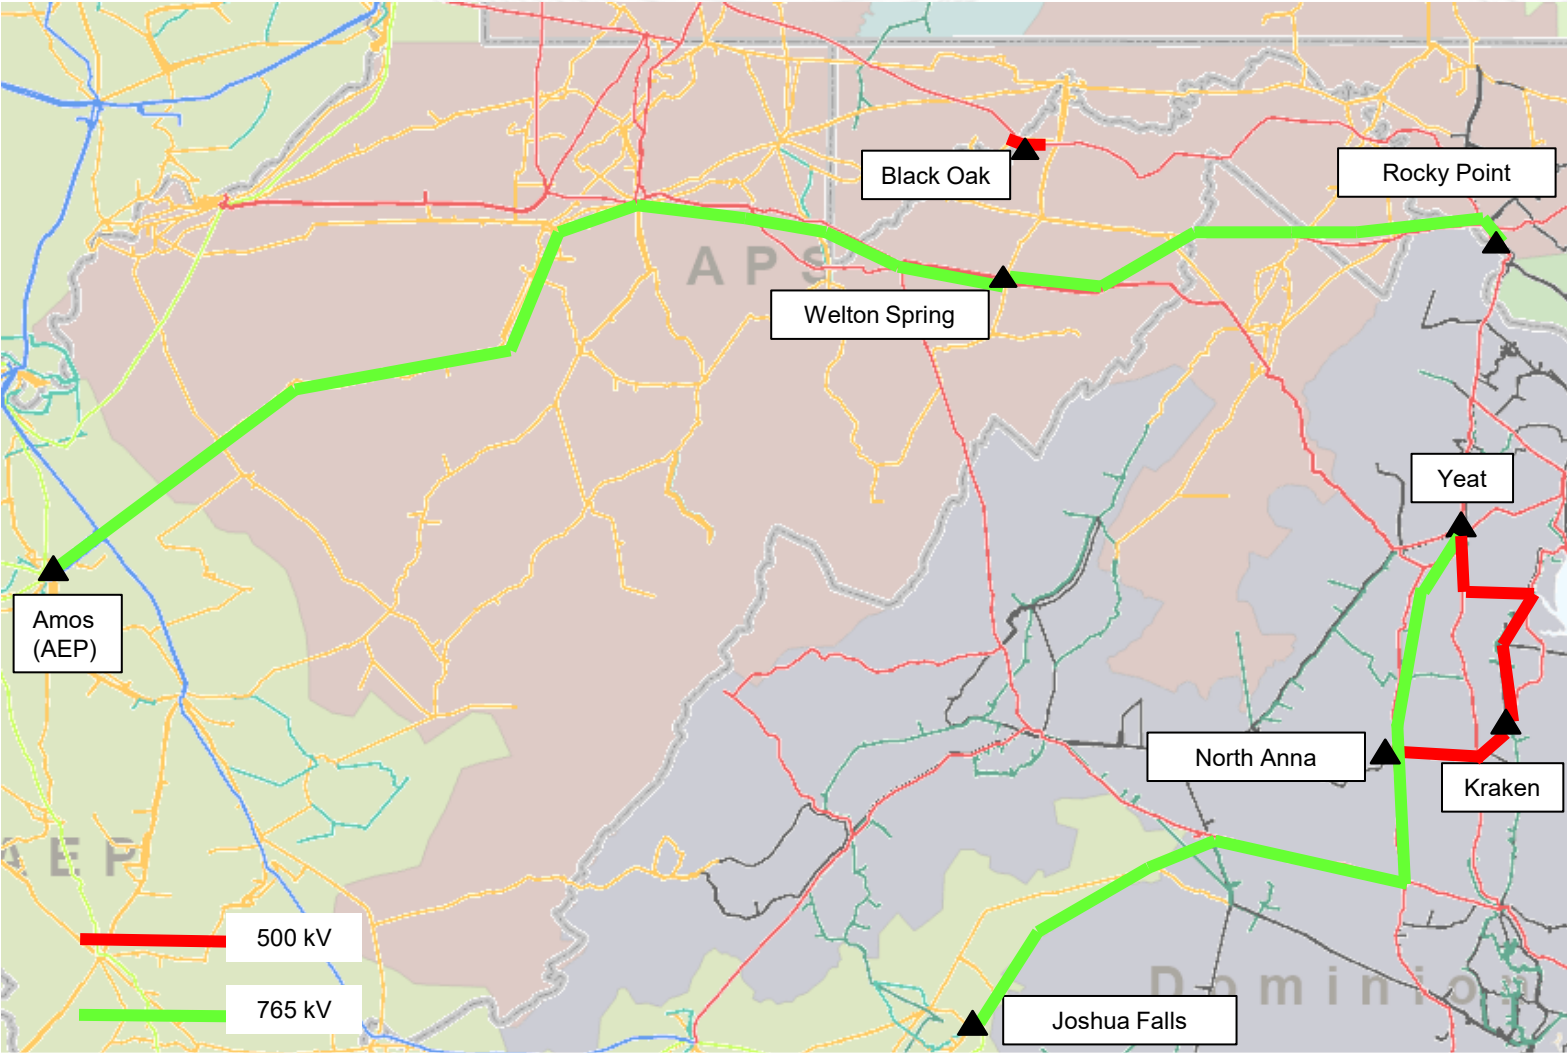 Black Oak
Rocky Point
APS
Welton Spring
Yeat
Amos
(AEP)
North Anna
Kraken
AEP
500 kV
Dominion
765 kV
Joshua Falls